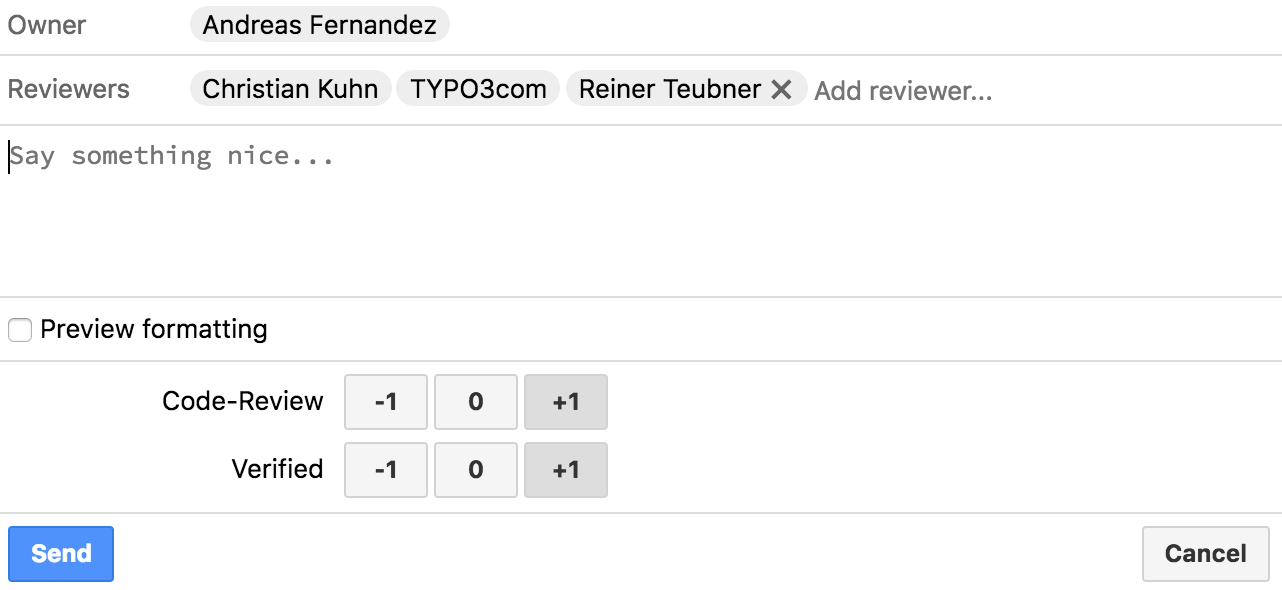 Owner Andreas Fernandez
Reviewers Christian Kuhn TYPO3com Reiner Teubner Add reviewer...
Say something nice...
Preview formatting
Code-Review -1 0 +1
Verified -1 0 +1
Send Cancel